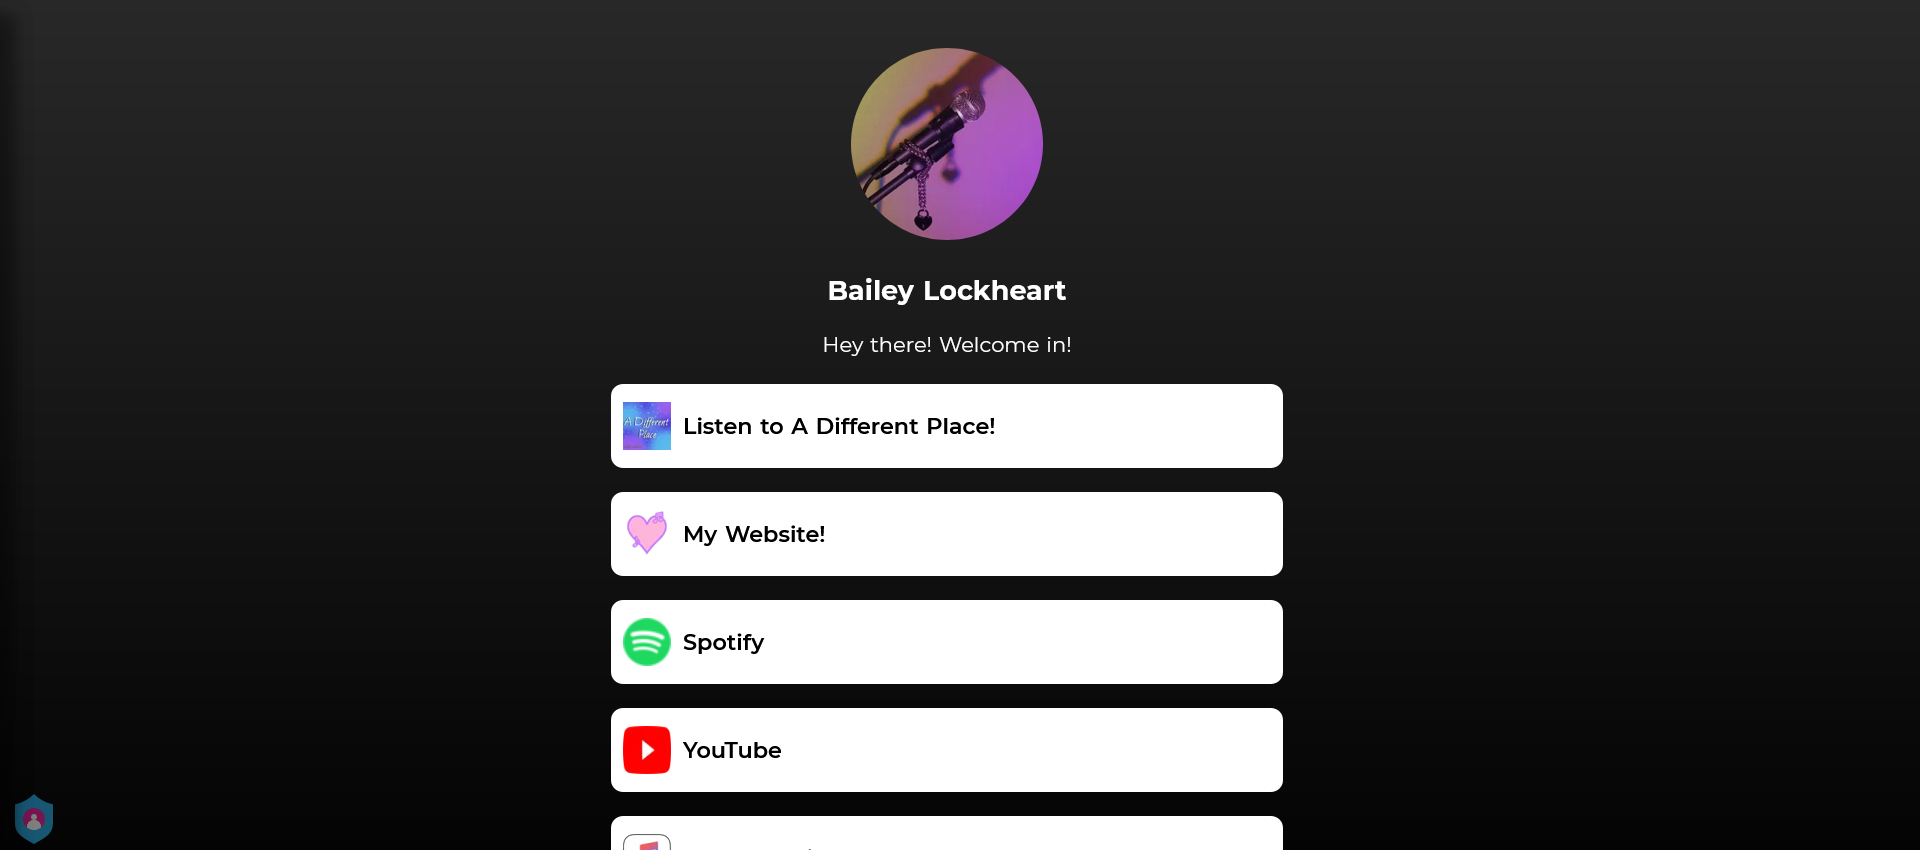 Bailey Lockheart
Hey there! Welcome in!
A Different
Place
Listen to A Different Place!
My Website!
Spotify
YouTube